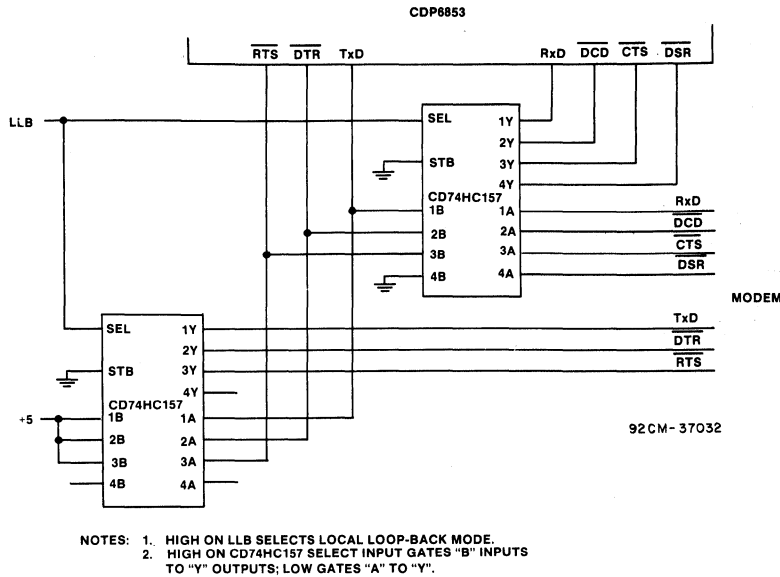 CDP6853
RTS DTR TxD RxD DCD CTS DSR
LLB
SEL 1Y
2Y
STB 3Y
4Y
CD74HC157
1B 1A RxD
2B 2A DCD
3B 3A CTS
4B 4A DSR
MODEM
SEL 1Y TxD
2Y DTR
STB 3Y RTS
4Y
CD74HC157
+5 1B 1A
2B 2A
3B 3A
4B 4A
92CM-37032
NOTES: 1. HIGH ON LLB SELECTS LOCAL LOOP-BACK MODE.
2. HIGH ON CD74HC157 SELECT INPUT GATES “B” INPUTS
TO “Y” OUTPUTS; LOW GATES “A” TO “Y”.